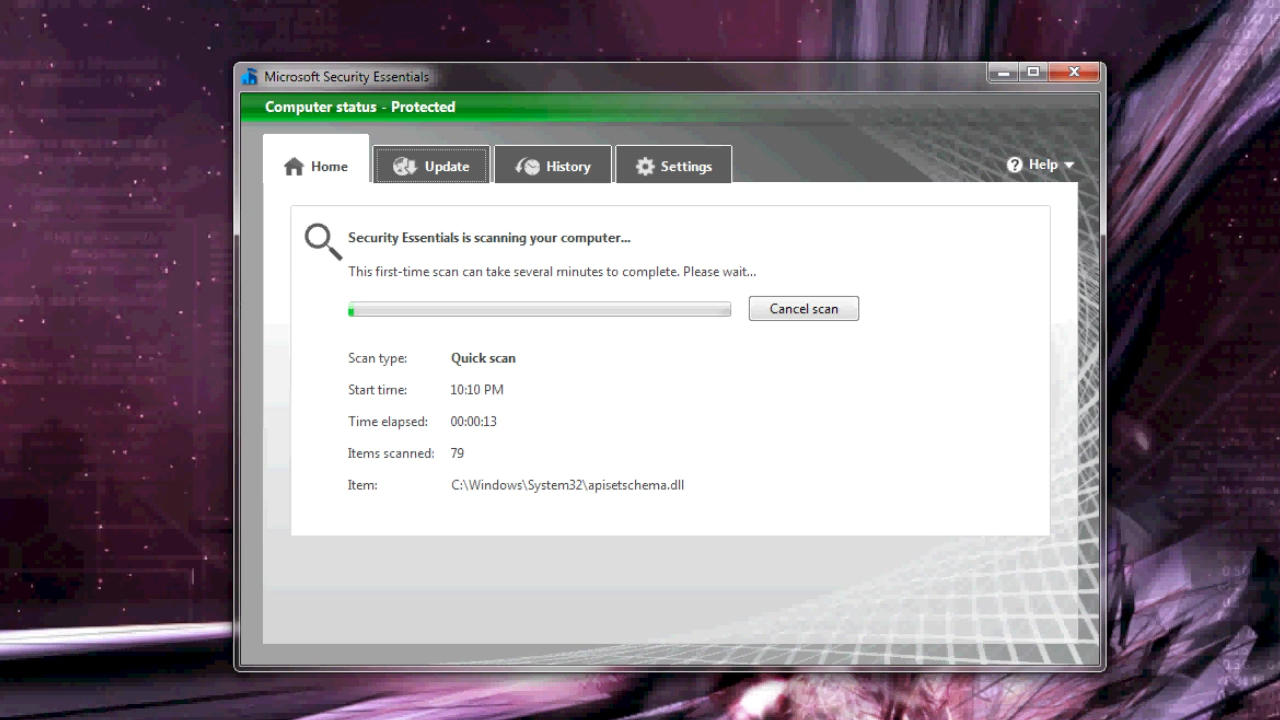 Microsoft Security Essentials
Computer status - Protected
Home
Update
History
Settings
Help
Security Essentials is scanning your computer...
This first-time scan can take several minutes to complete. Please wait...
Cancel scan
Scan type: Quick scan
Start time: 10:10 PM
Time elapsed: 00:00:13
Items scanned: 79
Item: C:\Windows\System32\apisetschema.dll